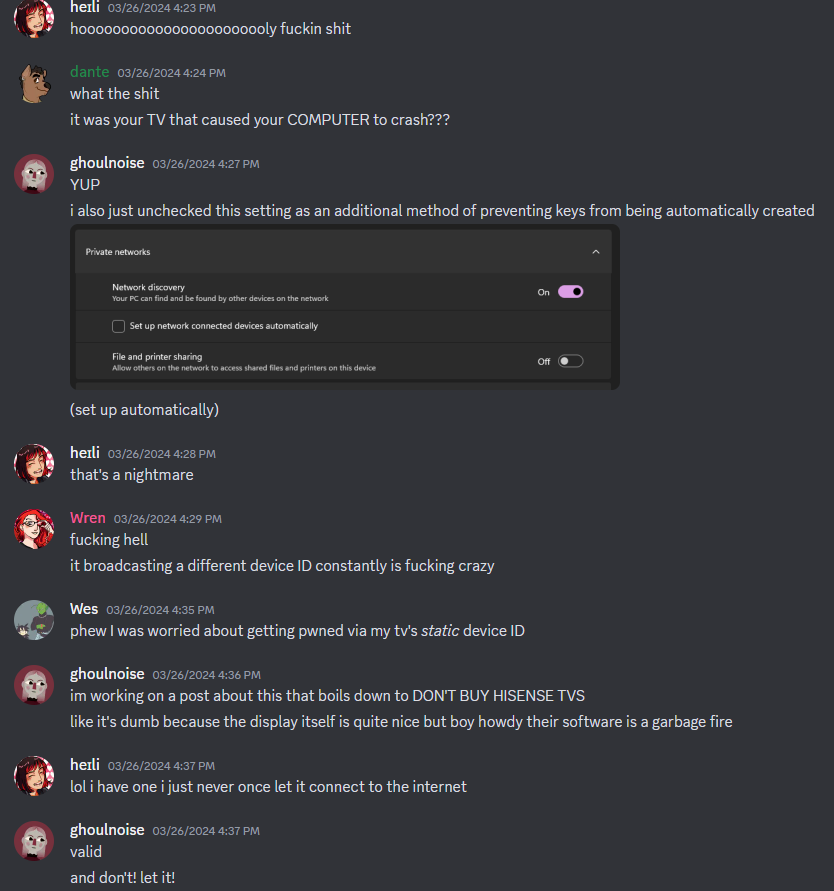 heɪli 03/26/2024 4:23 PM
hoooooooooooooooooooooly fuckin shit
dante 03/26/2024 4:24 PM
what the shit
it was your TV that caused your COMPUTER to crash???
ghoulnoise 03/26/2024 4:27 PM
YUP
i also just unchecked this setting as an additional method of preventing keys from being automatically created
Private networks
Network discovery
Your PC can find and be found by other devices on the network
On
Set up network connected devices automatically
File and printer sharing
Allow others on the network to access shared files and printers on this device
Off
(set up automatically)
heɪli 03/26/2024 4:28 PM
that's a nightmare
Wren 03/26/2024 4:29 PM
fucking hell
it broadcasting a different device ID constantly is fucking crazy
Wes 03/26/2024 4:35 PM
phew I was worried about getting pwned via my tv's static device ID
ghoulnoise 03/26/2024 4:36 PM
im working on a post about this that boils down to DON'T BUY HISENSE TVS
like it's dumb because the display itself is quite nice but boy howdy their software is a garbage fire
heɪli 03/26/2024 4:37 PM
lol i have one i just never once let it connect to the internet
ghoulnoise 03/26/2024 4:37 PM
valid
and don't! let it!